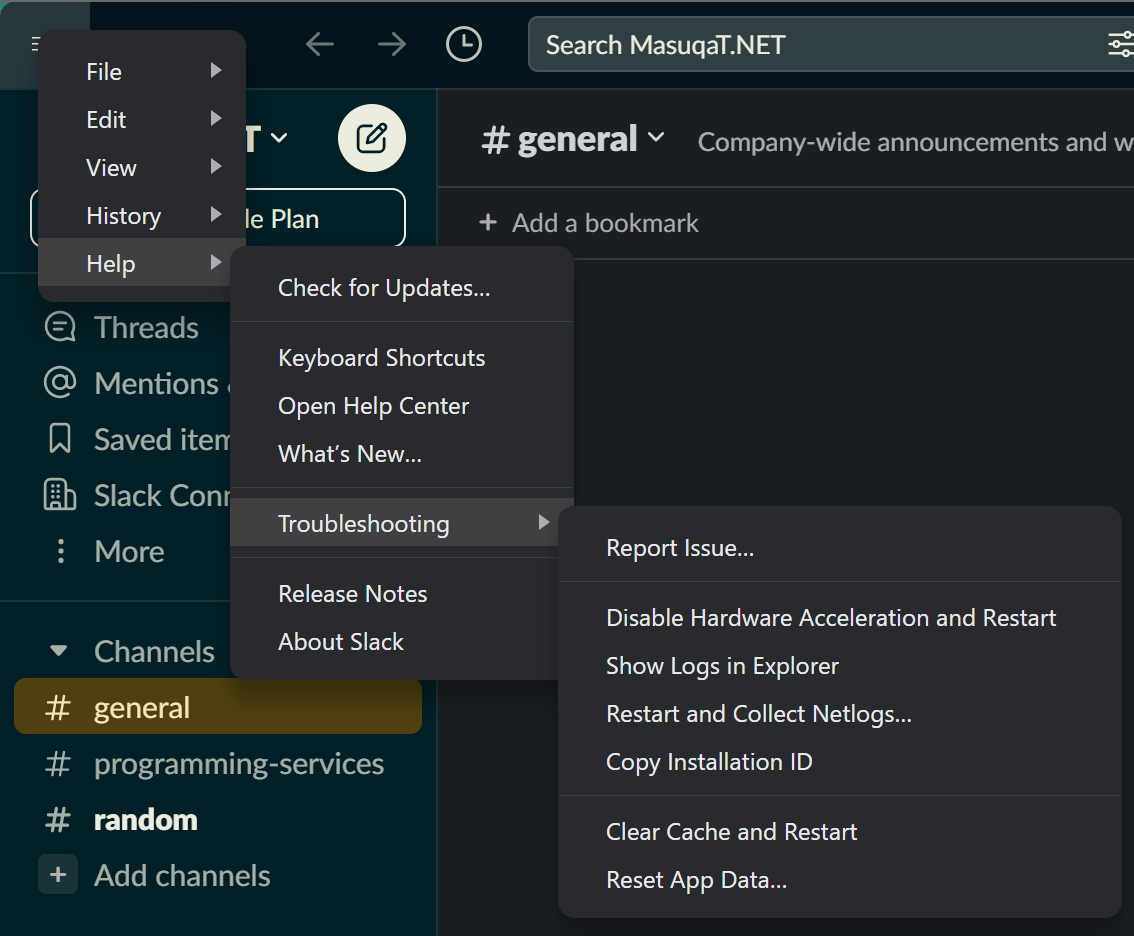 Search MasuqaT.NET
File
Edit
View
History
Help
T
# general
Company-wide announcements and w
le Plan
+ Add a bookmark
Check for Updates...
Keyboard Shortcuts
Open Help Center
What's New...
Troubleshooting
Release Notes
About Slack
Report Issue...
Disable Hardware Acceleration and Restart
Show Logs in Explorer
Restart and Collect Netlogs...
Copy Installation ID
Clear Cache and Restart
Reset App Data...
Threads
Mentions
Saved item
Slack Conn
More
Channels
# general
# programming-services
# random
+ Add channels